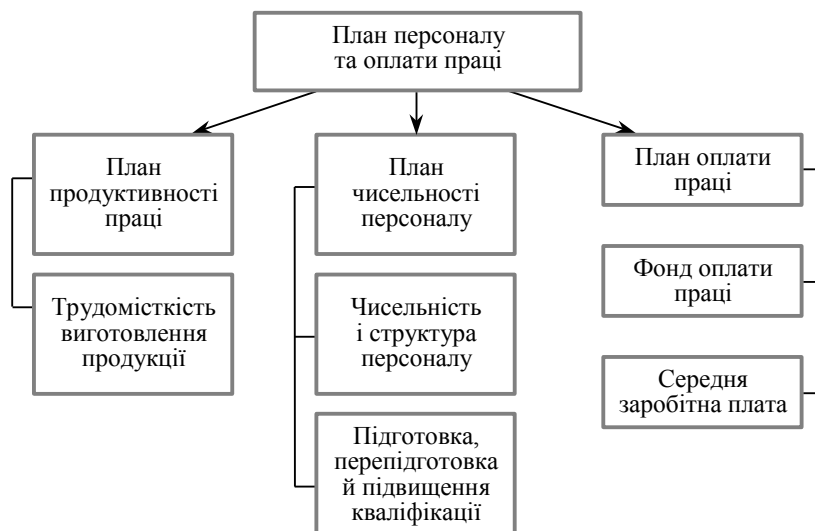 План персоналу
та оплати праці
План
продуктивності
праці
Трудомісткість
виготовлення
продукції
План
чисельності
персоналу
Чисельність
і структура
персоналу
Підготовка,
перепідготовка
й підвищення
кваліфікації
План оплати
праці
Фонд оплати
праці
Середня
заробітна плата